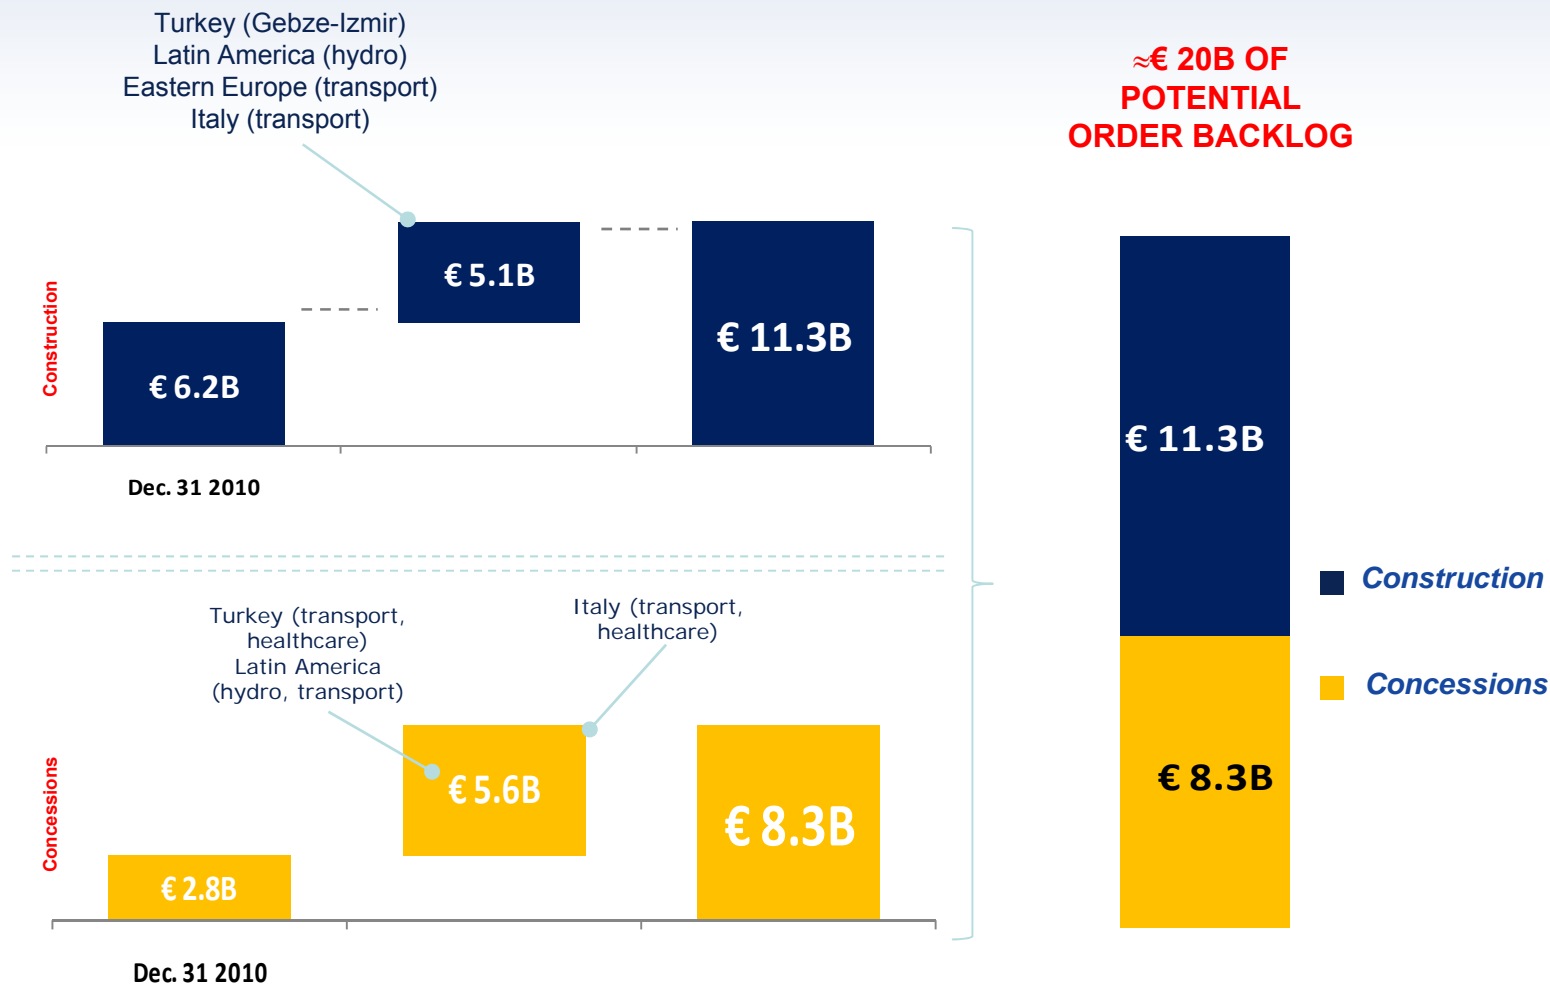 Turkey (Gebze-Izmir)
Latin America (hydro)
Eastern Europe (transport)
Italy (transport)
≈€ 20B OF
POTENTIAL
ORDER BACKLOG
Construction
€ 6.2B
€ 5.1B
€ 11.3B
Dec. 31 2010
€ 11.3B
€ 8.3B
Construction
Concessions
Turkey (transport,
healthcare)
Latin America
(hydro, transport)
Italy (transport,
healthcare)
Concessions
€ 2.8B
€ 5.6B
€ 8.3B
Dec. 31 2010